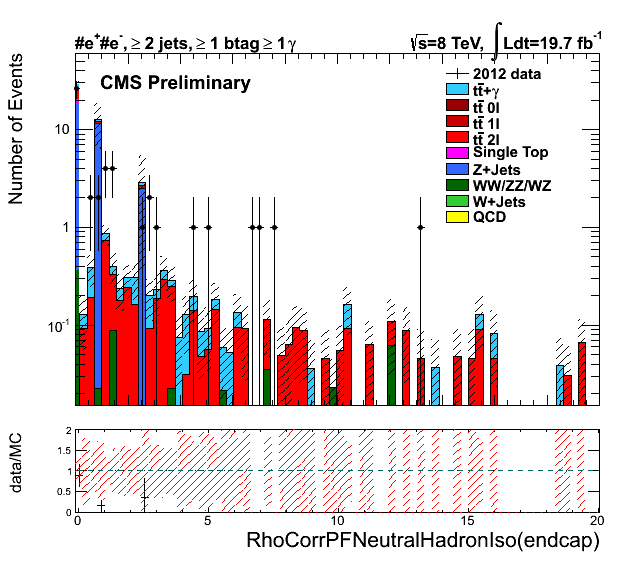 #e⁺#e⁻, ≥ 2 jets, ≥ 1 btag ≥ 1γ
√s=8 TeV, ∫Ldt=19.7 fb⁻¹
CMS Preliminary
2012 data
tt̄+γ
tt̄ 0l
tt̄ 1l
tt̄ 2l
Single Top
Z+Jets
WW/ZZ/WZ
W+Jets
QCD
Number of Events
10
1
10⁻¹
data/MC
2
1.5
1
0.5
0
0 5 10 15 20
RhoCorrPFNeutralHadronIso(endcap)